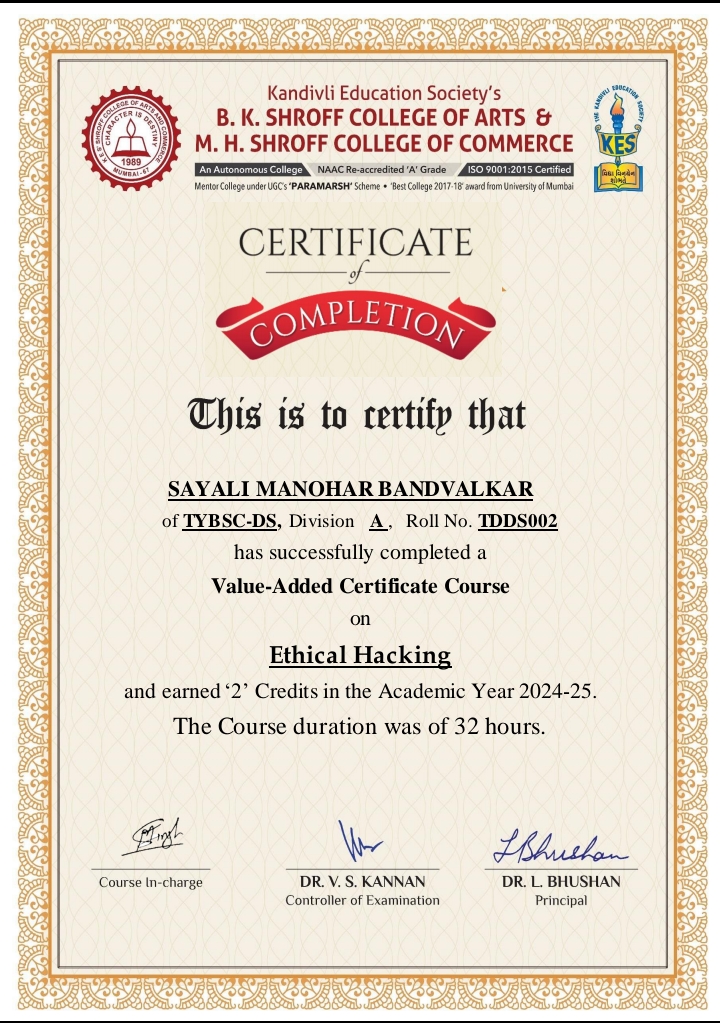 Kandivli Education Society's
B. K. SHROFF COLLEGE OF ARTS &
M. H. SHROFF COLLEGE OF COMMERCE
An Autonomous College NAAC Re-accredited 'A' Grade ISO 9001:2015 Certified
Mentor College under UGC's 'PARAMARSH' Scheme • 'Best College 2017-18' award from University of Mumbai
K E S SHROFF COLLEGE OF ARTS AND COMMERCE
CHARACTER IS DESTINY
1989
MUMBAI - 67
THE KANDIVLI EDUCATION SOCIETY
KES
CERTIFICATE
of
COMPLETION
This is to certify that
SAYALI MANOHAR BANDVALKAR
of TYBSC-DS, Division A , Roll No. TDDS002
has successfully completed a
Value-Added Certificate Course
on
Ethical Hacking
and earned ‘2’ Credits in the Academic Year 2024-25.
The Course duration was of 32 hours.
LBhushan
Course In-charge
DR. V. S. KANNAN
Controller of Examination
DR. L. BHUSHAN
Principal